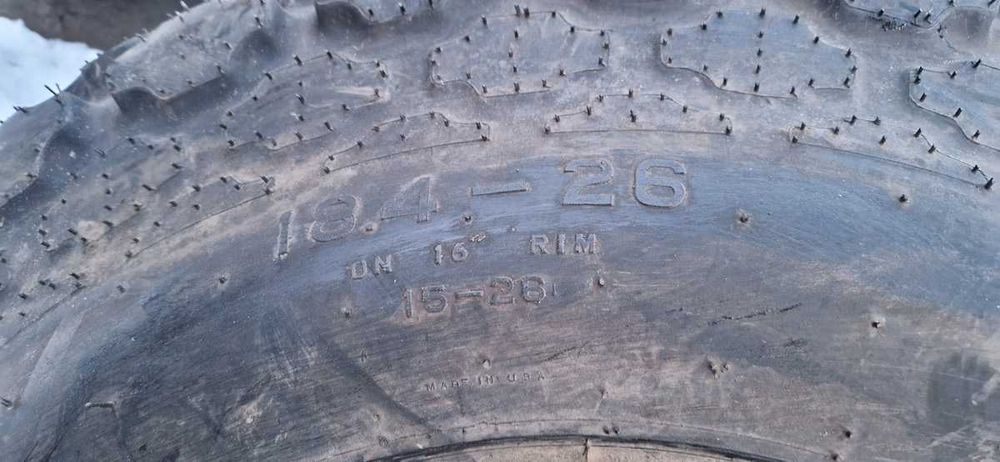 18.4-26
ON 16" RIM
15-26
MADE IN U.S.A.